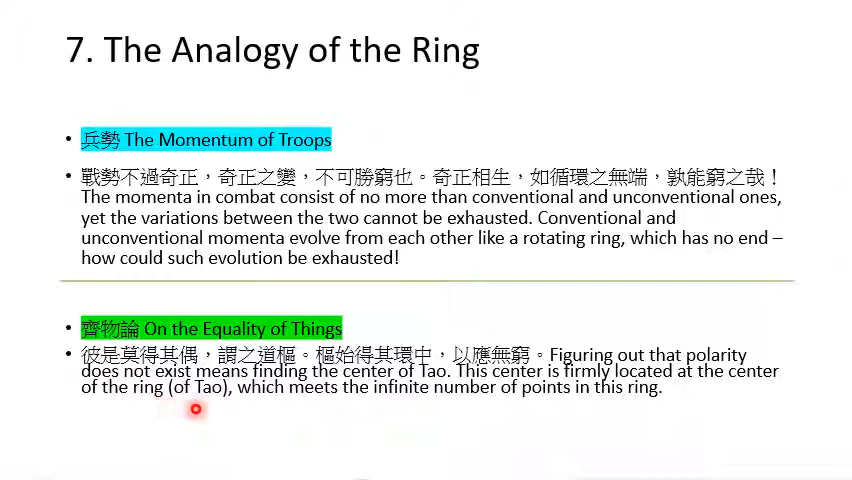 7. The Analogy of the Ring
• 兵勢 The Momentum of Troops
• 戰勢不過奇正，奇正之變，不可勝窮也。奇正相生，如循環之無端，孰能窮之哉！
The momenta in combat consist of no more than conventional and unconventional ones,
yet the variations between the two cannot be exhausted. Conventional and
unconventional momenta evolve from each other like a rotating ring, which has no end –
how could such evolution be exhausted!
• 齊物論 On the Equality of Things
• 彼是莫得其偶，謂之道樞。樞始得其環中，以應無窮。Figuring out that polarity
does not exist means finding the center of Tao. This center is firmly located at the center
of the ring (of Tao), which meets the infinite number of points in this ring.